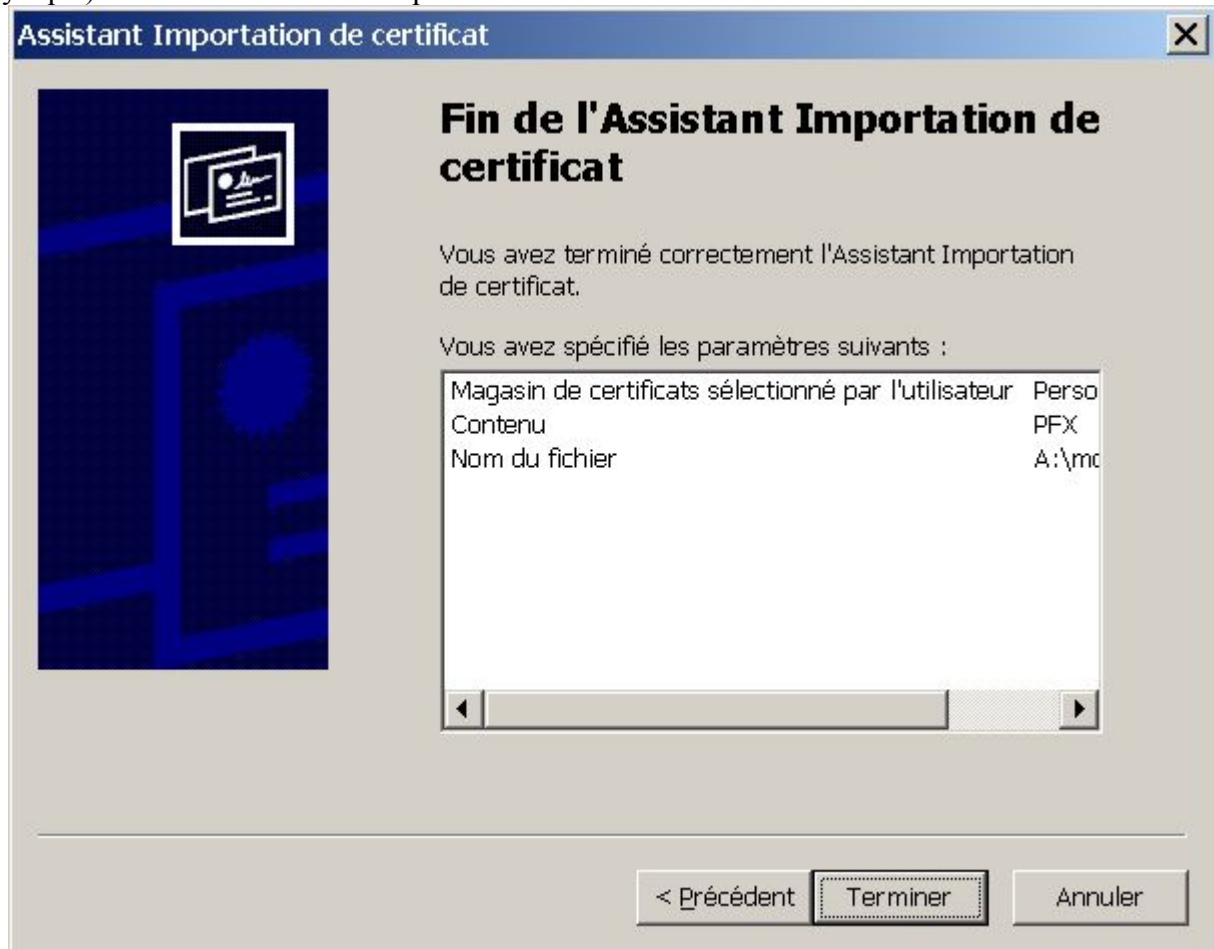 Assistant Importation de certificat
Fin de l'Assistant Importation de
certificat
Vous avez terminé correctement l'Assistant Importation
de certificat.
Vous avez spécifié les paramètres suivants :
Magasin de certificats sélectionné par l'utilisateur Perso
Contenu PFX
Nom du fichier A:\mo
< Précédent Terminer Annuler